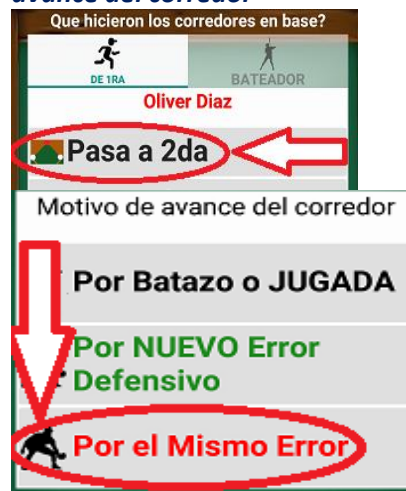 avance del corredor
Que hicieron los corredores en base?
DE 1RA
BATEADOR
Oliver Diaz
Pasa a 2da
Motivo de avance del corredor
Por Batazo o JUGADA
Por NUEVO Error
Defensivo
Por el Mismo Error